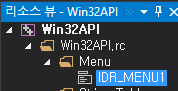 리소스 뷰 - Win32API
Win32API
Win32API.rc
Menu
IDR_MENU1